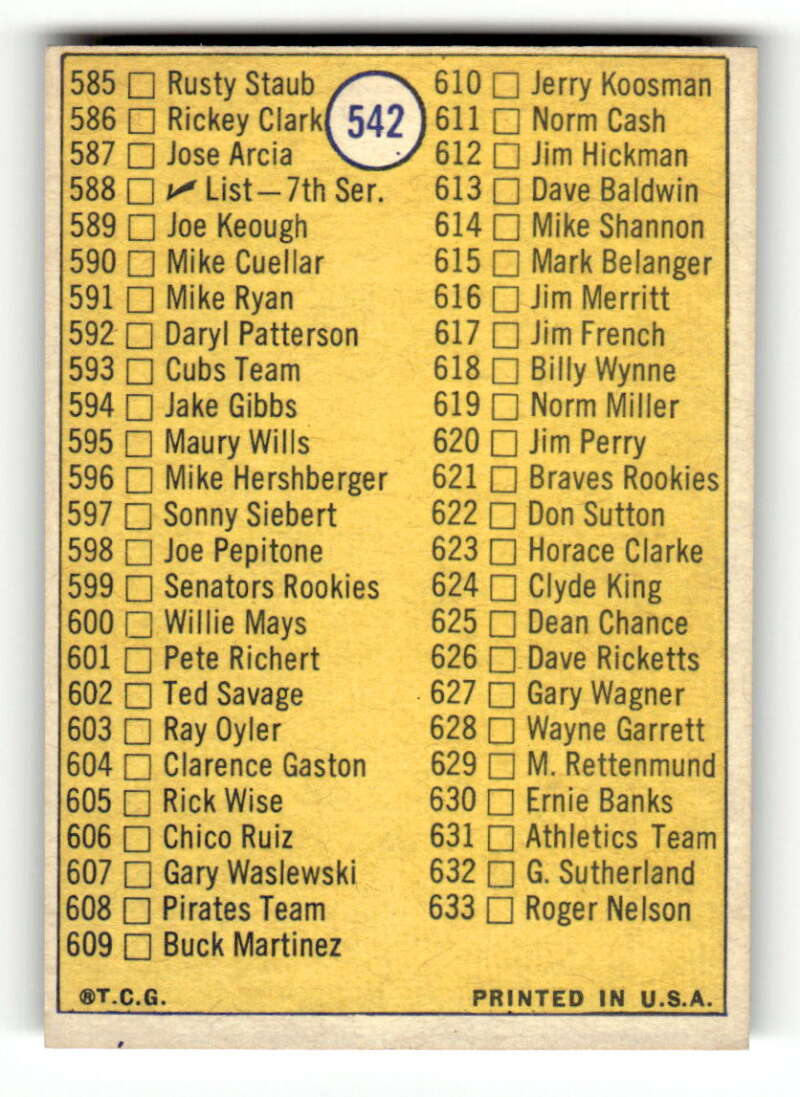 542
585 Rusty Staub
586 Rickey Clark
587 Jose Arcia
588 List—7th Ser.
589 Joe Keough
590 Mike Cuellar
591 Mike Ryan
592 Daryl Patterson
593 Cubs Team
594 Jake Gibbs
595 Maury Wills
596 Mike Hershberger
597 Sonny Siebert
598 Joe Pepitone
599 Senators Rookies
600 Willie Mays
601 Pete Richert
602 Ted Savage
603 Ray Oyler
604 Clarence Gaston
605 Rick Wise
606 Chico Ruiz
607 Gary Waslewski
608 Pirates Team
609 Buck Martinez
610 Jerry Koosman
611 Norm Cash
612 Jim Hickman
613 Dave Baldwin
614 Mike Shannon
615 Mark Belanger
616 Jim Merritt
617 Jim French
618 Billy Wynne
619 Norm Miller
620 Jim Perry
621 Braves Rookies
622 Don Sutton
623 Horace Clarke
624 Clyde King
625 Dean Chance
626 Dave Ricketts
627 Gary Wagner
628 Wayne Garrett
629 M. Rettenmund
630 Ernie Banks
631 Athletics Team
632 G. Sutherland
633 Roger Nelson
®T.C.G.
PRINTED IN U.S.A.